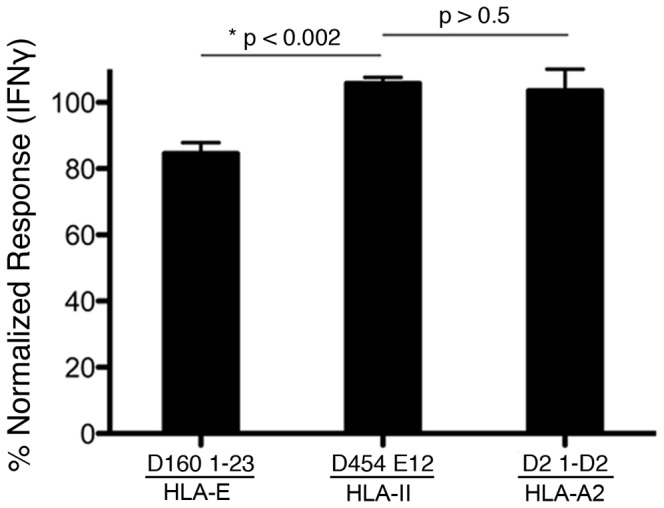 * p < 0.002
p > 0.5
% Normalized Response (IFNγ)
100
80
60
40
20
0
D160 1-23
HLA-E
D454 E12
HLA-II
D2 1-D2
HLA-A2